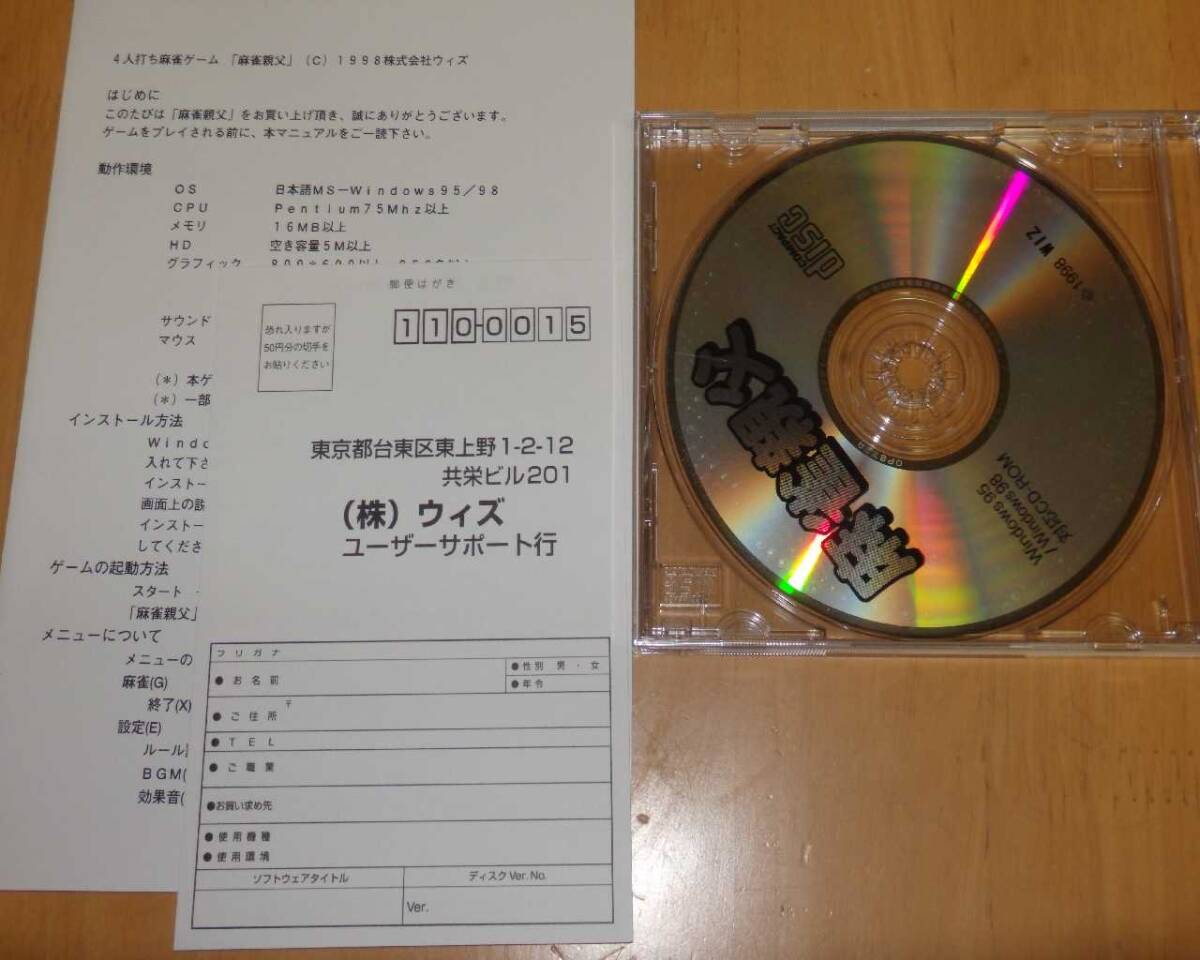 4人打ち麻雀ゲーム 「麻雀親父」 (C) 1998株式会社ウィズ
はじめに
このたびは「麻雀親父」をお買い上げ頂き、誠にありがとうございます。
ゲームをプレイされる前に、本マニュアルをご一読下さい。
動作環境
OS 日本語MS−Windows95/98
CPU Pentium75Mhz以上
メモリ 16MB以上
HD 空き容量5M以上
グラフィック 800*600以上
サウンド
マウス
(*) 本ゲ
(*) 一部
インストール方法
Windo
入れて下さ
インストー
画面上の
インストー
してくださ
ゲームの起動方法
スタート
「麻雀親父」
メニューについて
メニューの
麻雀(G)
終了(X)
設定(E)
ルール
BGM(
効果音(
郵便はがき
恐れ入りますが
50円分の切手を
お貼りください
110-0015
東京都台東区東上野1-2-12
共栄ビル201
(株)ウィズ
ユーザーサポート行
フリガナ
●お名前
●性別 男・女
●年令
〒
●ご住所
●TEL
●ご職業
●お買い求め先
●使用機種
●使用環境
ソフトウェアタイトル
ディスクVer.No.
Ver.
COMPACT
disc
©1998 WIZ
麻雀親父
Windows 95
/Windows 98
対応CD-ROM